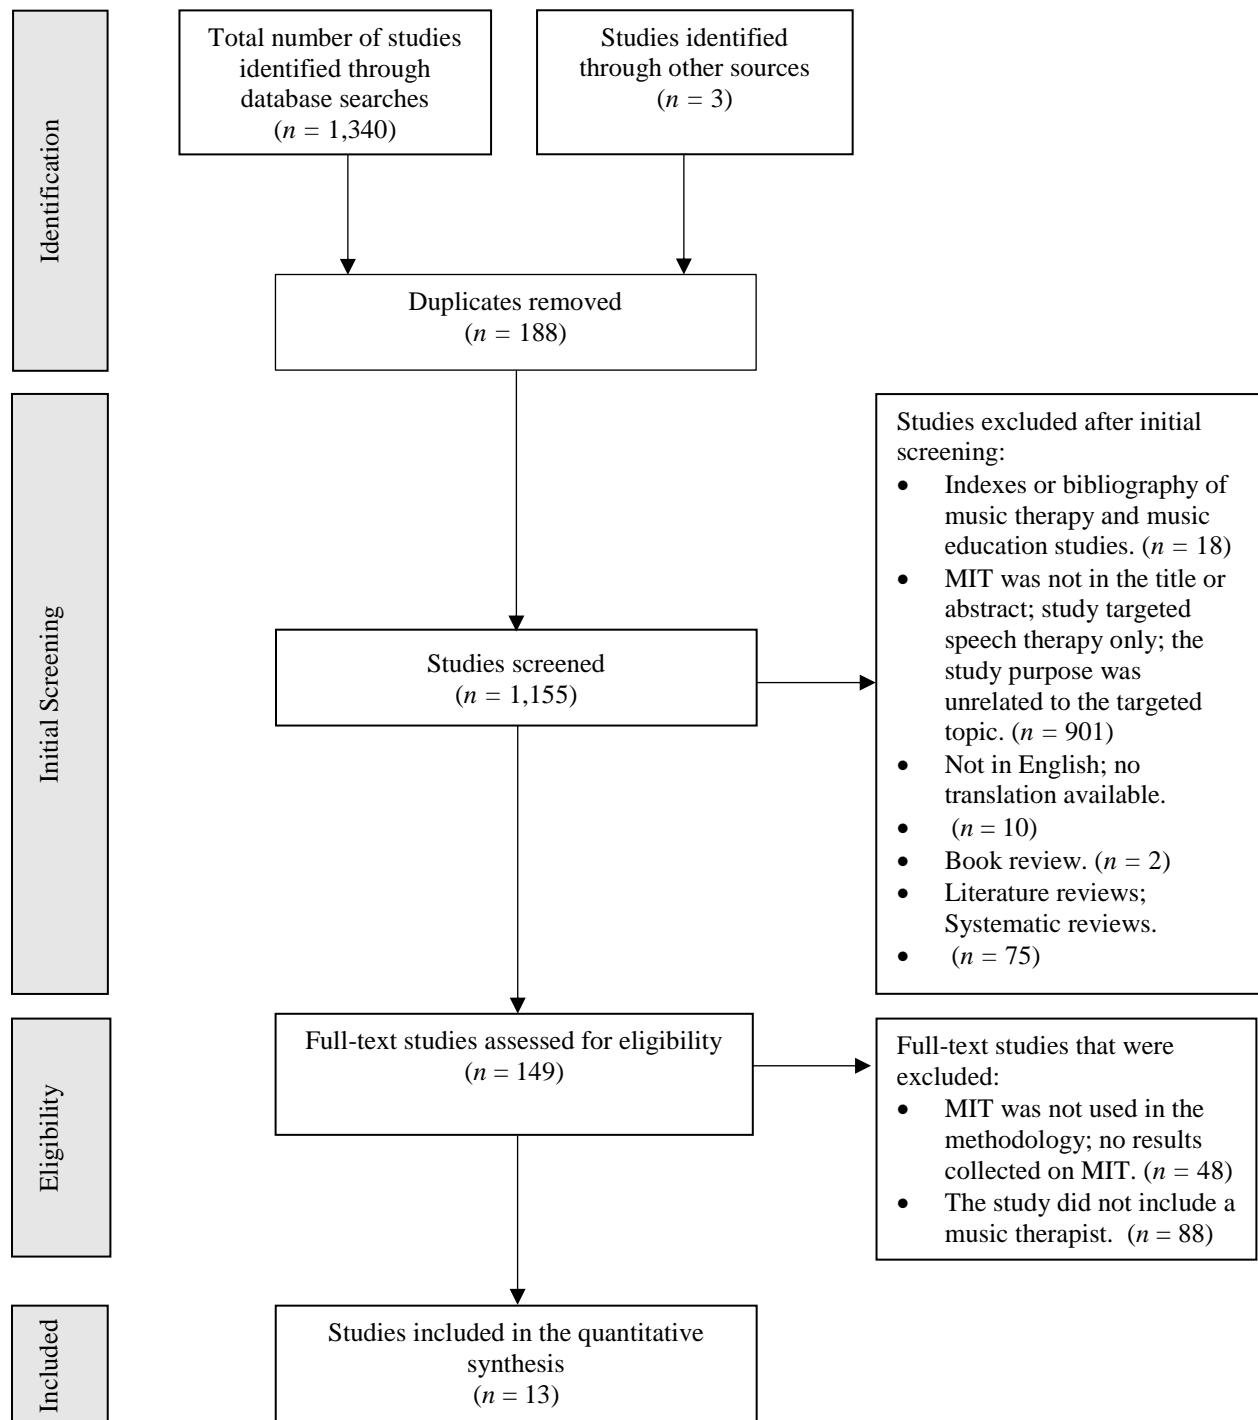 Identification
Total number of studies
identified through
database searches
(n = 1,340)
Studies identified
through other sources
(n = 3)
Duplicates removed
(n = 188)
Initial Screening
Studies screened
(n = 1,155)
Studies excluded after initial
screening:
• Indexes or bibliography of
music therapy and music
education studies. (n = 18)
• MIT was not in the title or
abstract; study targeted
speech therapy only; the
study purpose was
unrelated to the targeted
topic. (n = 901)
• Not in English; no
translation available.
• (n = 10)
• Book review. (n = 2)
• Literature reviews;
Systematic reviews.
• (n = 75)
Eligibility
Full-text studies assessed for eligibility
(n = 149)
Full-text studies that were
excluded:
• MIT was not used in the
methodology; no results
collected on MIT. (n = 48)
• The study did not include a
music therapist. (n = 88)
Included
Studies included in the quantitative
synthesis
(n = 13)